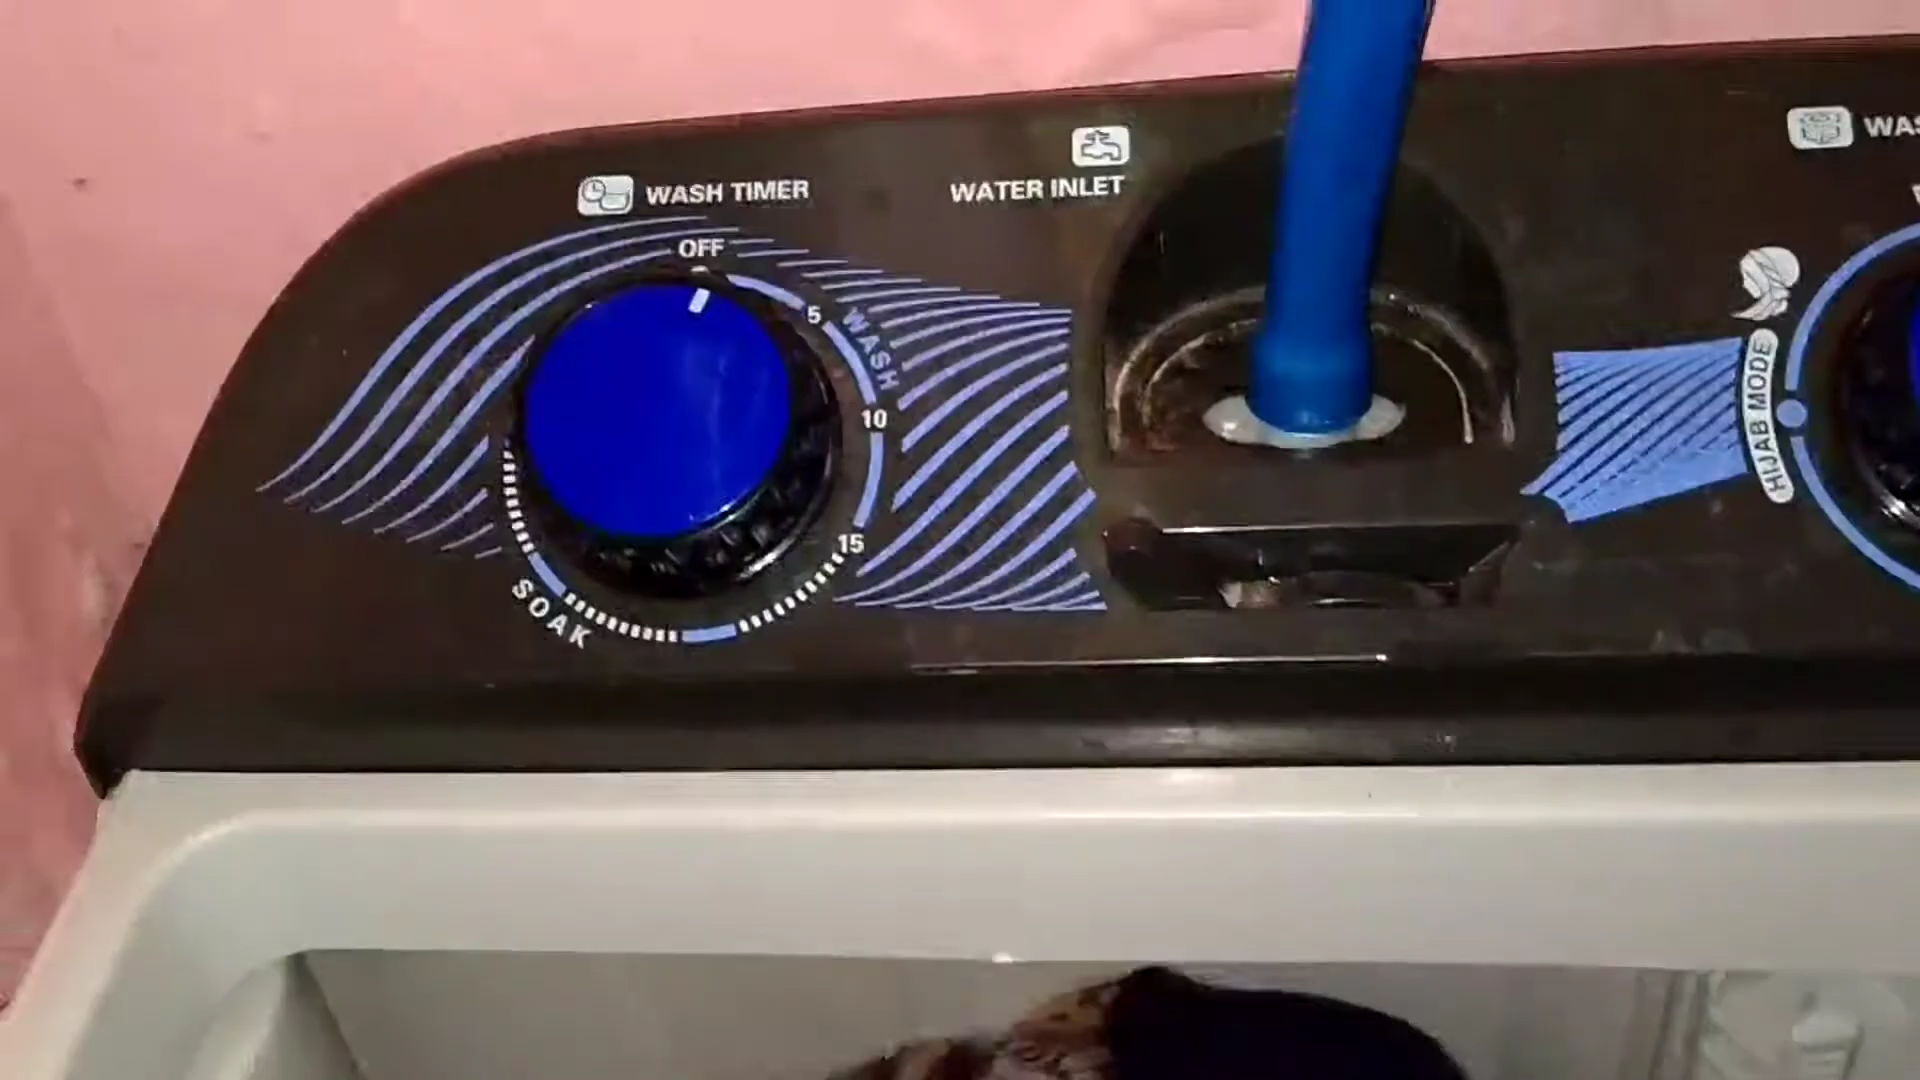 WASH TIMER
WATER INLET
OFF
5
WASH
10
15
SOAK
HIJAB MODE